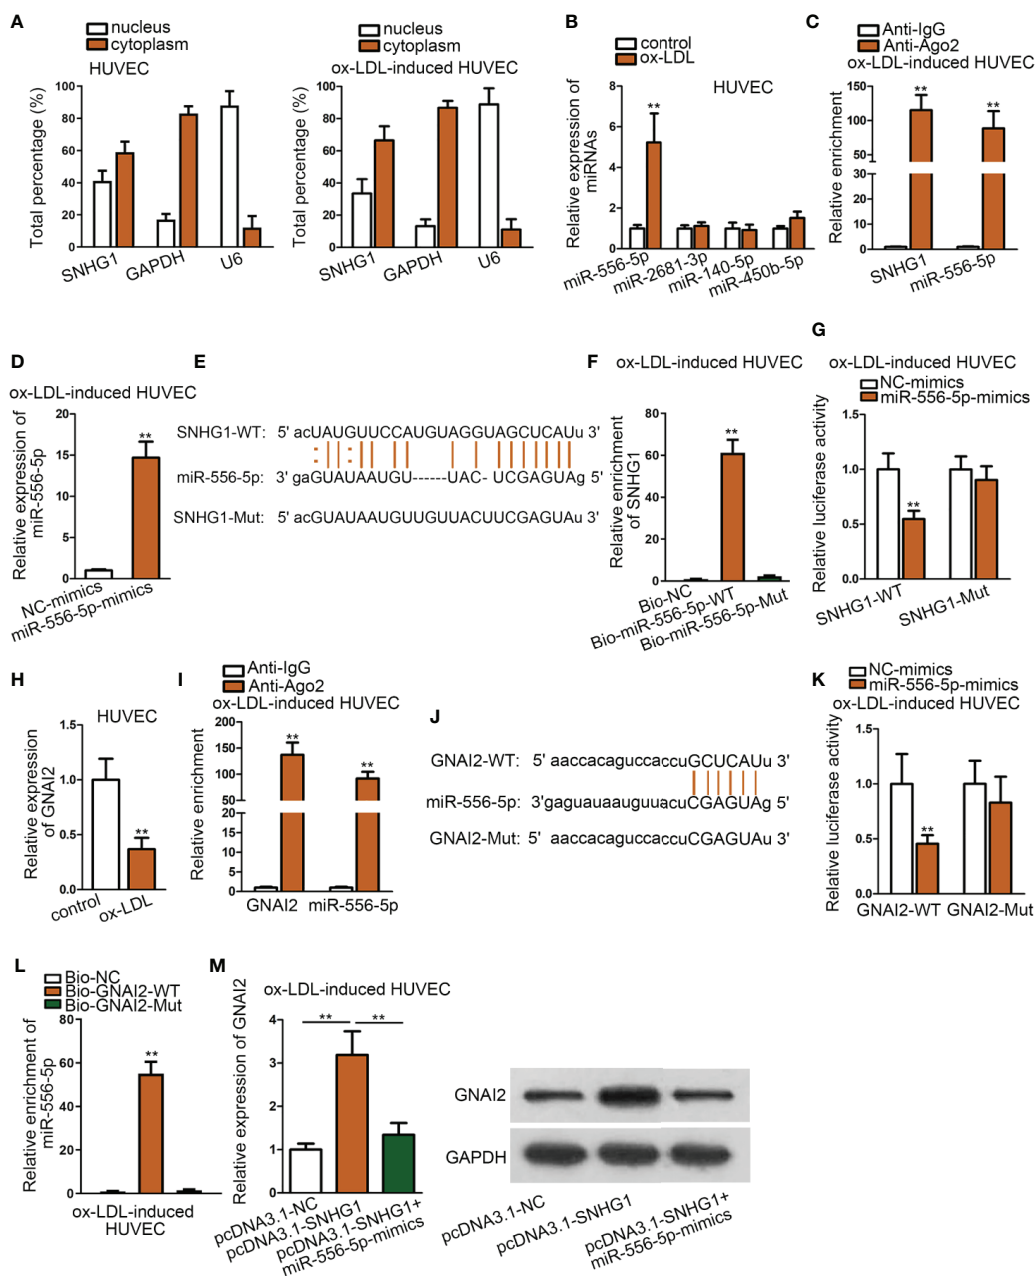 A
nucleus
cytoplasm
HUVEC
Total percentage (%)
100
80
60
40
20
0
SNHG1
GAPDH
U6
nucleus
cytoplasm
ox-LDL-induced HUVEC
Total percentage (%)
100
80
60
40
20
0
SNHG1
GAPDH
U6
B
control
ox-LDL
HUVEC
Relative expression of
miRNAs
8
6
4
2
0
**
miR-556-5p
miR-2681-3p
miR-140-5p
miR-450b-5p
C
Anti-IgG
Anti-Ago2
ox-LDL-induced HUVEC
Relative enrichment
150
100
50
30
20
10
0
**
**
SNHG1
miR-556-5p
D
ox-LDL-induced HUVEC
Relative expression of
miR-556-5p
20
15
10
5
0
**
NC-mimics
miR-556-5p-mimics
E
SNHG1-WT: 5' acUAUGUUCCAUGUAGGUAGCUCAUu 3'
miR-556-5p: 3' gaGUAUAAUGU------UAC- UCGAGUAg 5'
SNHG1-Mut: 5' acGUAUAAUGUUGUUACUUCGAGUAu 3'
F
ox-LDL-induced HUVEC
Relative enrichment
of SNHG1
80
60
40
20
0
**
Bio-NC
Bio-miR-556-5p-WT
Bio-miR-556-5p-Mut
G
ox-LDL-induced HUVEC
NC-mimics
miR-556-5p-mimics
Relative luciferase activity
1.5
1.0
0.5
0.0
**
SNHG1-WT
SNHG1-Mut
H
HUVEC
Relative expression
of GNAI2
1.5
1.0
0.5
0.0
**
control
ox-LDL
I
Anti-IgG
Anti-Ago2
ox-LDL-induced HUVEC
Relative enrichment
200
150
100
50
20
15
10
5
0
**
**
GNAI2
miR-556-5p
J
GNAI2-WT: 5' aaccacaguccaccuGCUCAUu 3'
miR-556-5p: 3'gaguauaauguuacuCGAGUAg 5'
GNAI2-Mut: 5' aaccacaguccaccuCGAGUAu 3'
K
NC-mimics
miR-556-5p-mimics
ox-LDL-induced HUVEC
Relative luciferase activity
1.5
1.0
0.5
0.0
**
GNAI2-WT
GNAI2-Mut
L
Bio-NC
Bio-GNAI2-WT
Bio-GNAI2-Mut
Relative enrichment of
miR-556-5p
80
60
40
20
0
**
ox-LDL-induced
HUVEC
M
ox-LDL-induced HUVEC
Relative expression of GNAI2
4
3
2
1
0
**
**
pcDNA3.1-NC
pcDNA3.1-SNHG1
pcDNA3.1-SNHG1+
miR-556-5p-mimics
GNAI2
GAPDH
pcDNA3.1-NC
pcDNA3.1-SNHG1
pcDNA3.1-SNHG1+
miR-556-5p-mimics